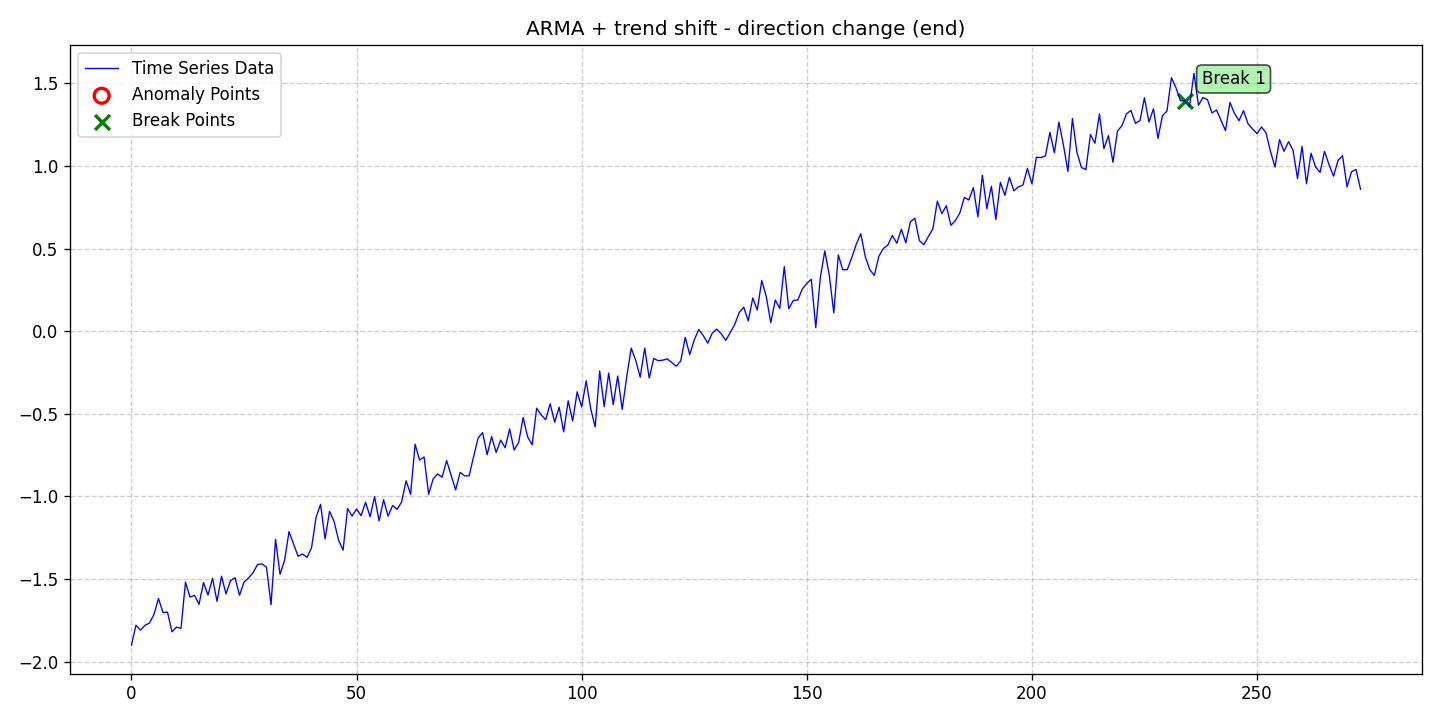 ARMA + trend shift - direction change (end)
Time Series Data
Anomaly Points
Break Points
Break 1
1.5
1.0
0.5
0.0
−0.5
−1.0
−1.5
−2.0
0 50 100 150 200 250